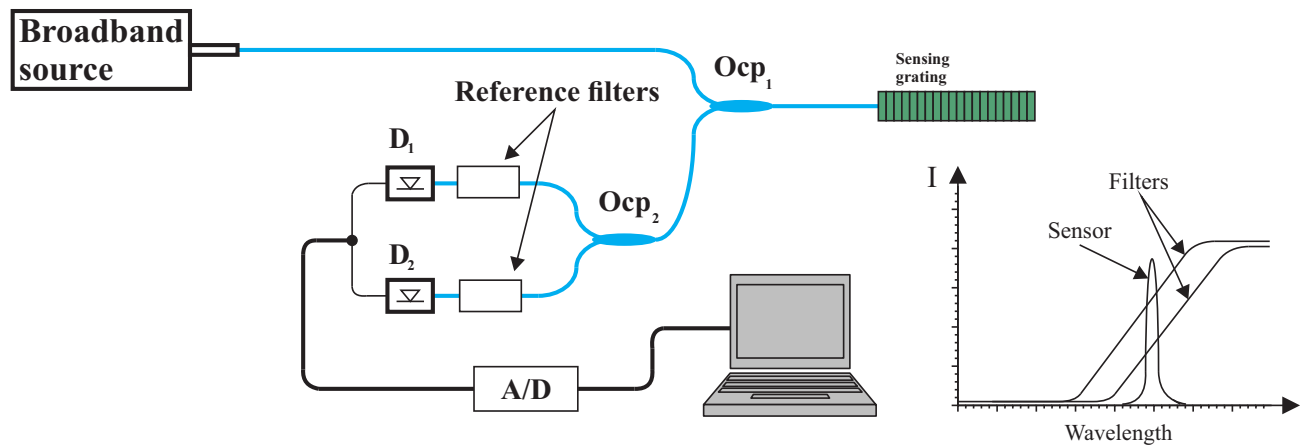 Broadband
source
Ocp1
Sensing
grating
Reference filters
D1
Ocp2
D2
A/D
I
Filters
Sensor
Wavelength